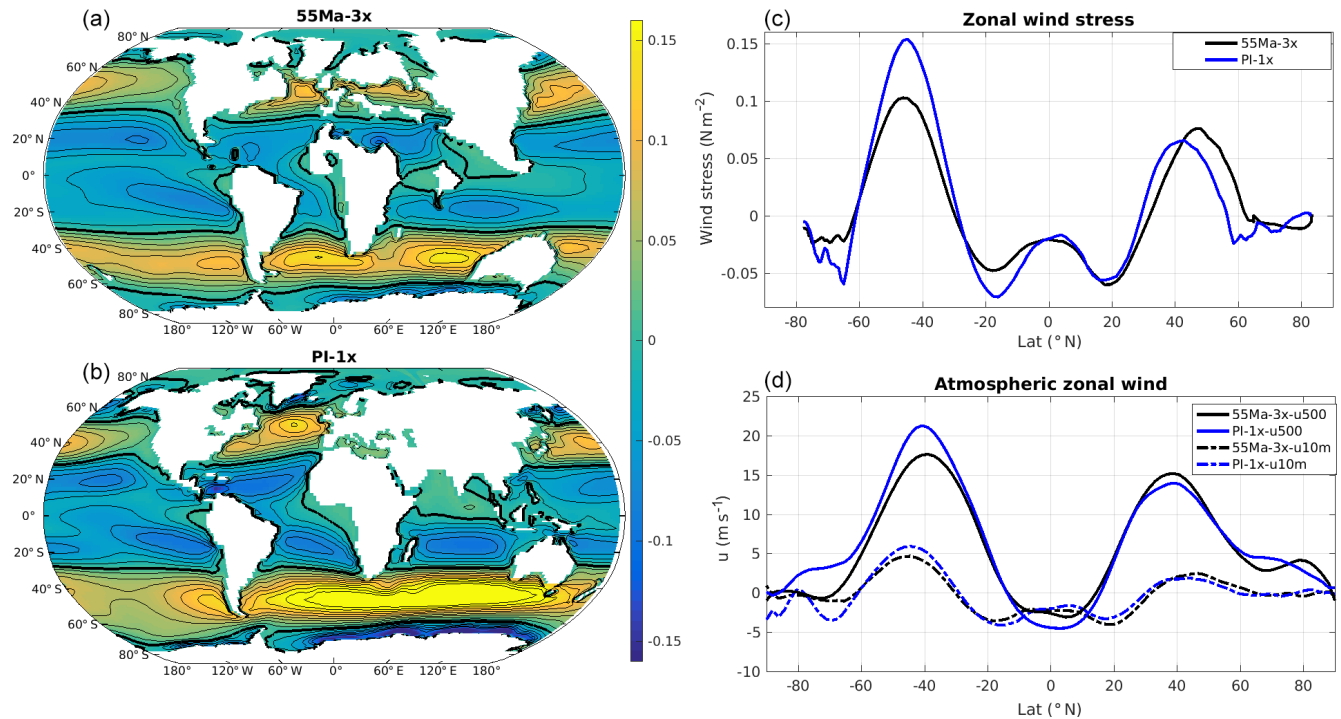 (a)
55Ma-3x
80° N
60° N
40° N
20° N
0°
20° S
40° S
60° S
80° S
180° W
120° W
60° W
0°
60° E
120° E
180° W
(b)
PI-1x
80° N
60° N
40° N
20° N
0°
20° S
40° S
60° S
80° S
180° W
120° W
60° W
0°
60° E
120° E
180° W
0.15
0.1
0.05
0
-0.05
-0.1
-0.15
(c)
Zonal wind stress
55Ma-3x
PI-1x
Wind stress (N m⁻²)
0.15
0.1
0.05
0
-0.05
-80
-60
-40
-20
0
20
40
60
80
Lat (° N)
(d)
Atmospheric zonal wind
55Ma-3x-u500
PI-1x-u500
55Ma-3x-u10m
PI-1x-u10m
u (m s⁻¹)
25
20
15
10
5
0
-5
-10
-80
-60
-40
-20
0
20
40
60
80
Lat (° N)